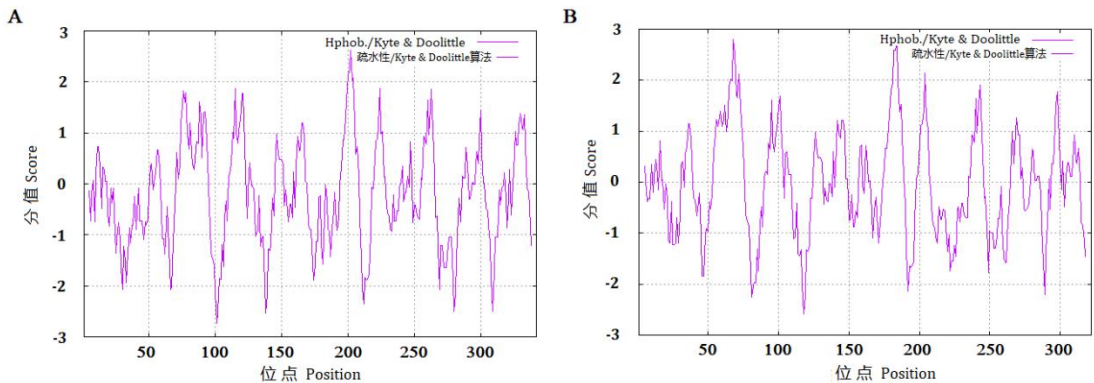 A
Hphob./Kyte & Doolittle
疏水性/Kyte & Doolittle算法
3
2
1
0
-1
-2
-3
分值 Score
50 100 150 200 250 300
位点 Position
B
Hphob./Kyte & Doolittle
疏水性/Kyte & Doolittle算法
3
2
1
0
-1
-2
-3
分值 Score
50 100 150 200 250 300
位点 Position